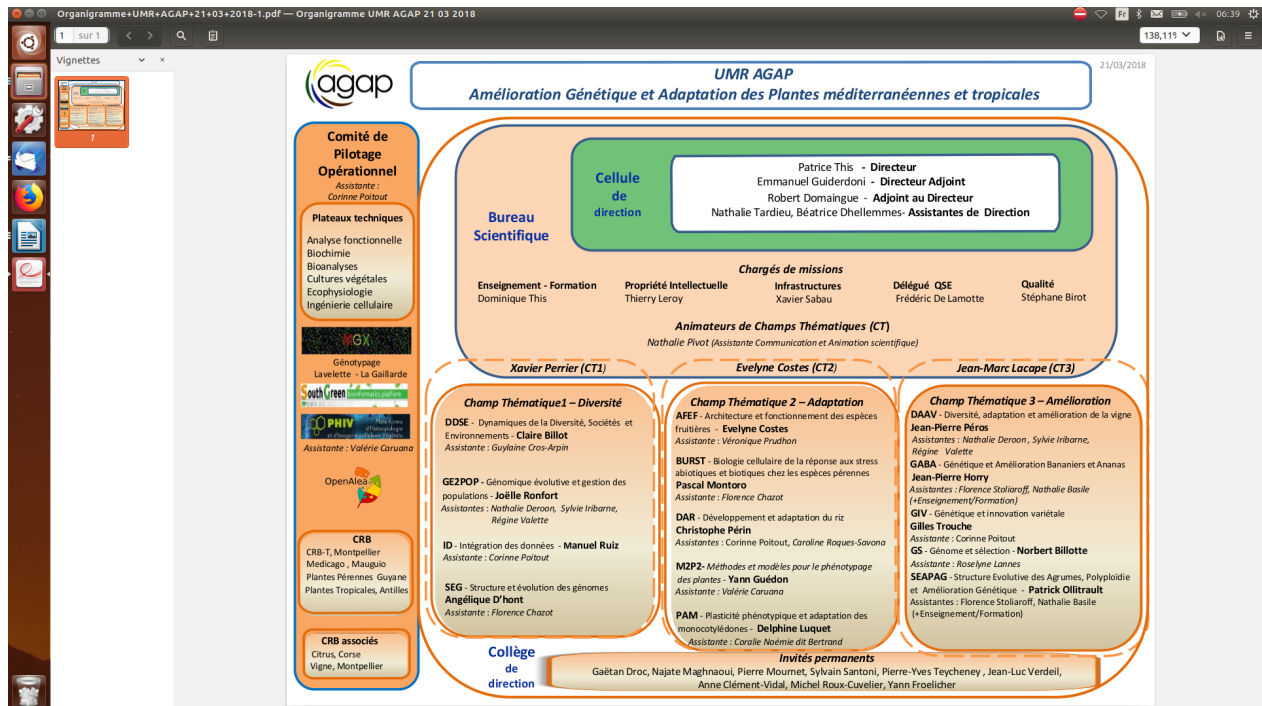 Organigramme+UMR+AGAP+21+03+2018-1.pdf — Organigramme UMR AGAP 21 03 2018
Fr
06:39
1 sur 1
138,11%
Vignettes
1
21/03/2018
agap
UMR AGAP
Amélioration Génétique et Adaptation des Plantes méditerranéennes et tropicales
Comité de
Pilotage
Opérationnel
Assistante :
Corinne Poitout
Plateaux techniques
Analyse fonctionnelle
Biochimie
Bioanalyses
Cultures végétales
Ecophysiologie
Ingénierie cellulaire
MGX
Génotypage
Lavelette - La Gaillarde
South Green bioinformatics platform
PHIV
Assistante : Valérie Caruana
OpenAlea
CRB
CRB-T, Montpellier
Medicago , Mauguio
Plantes Pérennes Guyane
Plantes Tropicales, Antilles
CRB associés
Citrus, Corse
Vigne, Montpellier
Bureau
Scientifique
Cellule
de
direction
Patrice This - Directeur
Emmanuel Guiderdoni - Directeur Adjoint
Robert Domaingue - Adjoint au Directeur
Nathalie Tardieu, Béatrice Dhellemmes- Assistantes de Direction
Chargés de missions
Enseignement - Formation
Dominique This
Propriété Intellectuelle
Thierry Leroy
Infrastructures
Xavier Sabau
Délégué QSE
Frédéric De Lamotte
Qualité
Stéphane Birot
Animateurs de Champs Thématiques (CT)
Nathalie Pivot (Assistante Communication et Animation scientifique)
Xavier Perrier (CT1)
Evelyne Costes (CT2)
Jean-Marc Lacape (CT3)
Champ Thématique1 – Diversité
DDSE - Dynamiques de la Diversité, Sociétés et
Environnements - Claire Billot
Assistante : Guylaine Cros-Arpin
GE2POP - Génomique évolutive et gestion des
populations - Joëlle Ronfort
Assistantes : Nathalie Deroon, Sylvie Iribarne,
Régine Valette
ID - Intégration des données - Manuel Ruiz
Assistante : Corinne Poitout
SEG - Structure et évolution des génomes
Angélique D’hont
Assistante : Florence Chazot
Champ Thématique 2 – Adaptation
AFEF - Architecture et fonctionnement des espèces
fruitières - Evelyne Costes
Assistante : Véronique Prudhon
BURST - Biologie cellulaire de la réponse aux stress
abiotiques et biotiques chez les espèces pérennes
Pascal Montoro
Assistante : Florence Chazot
DAR - Développement et adaptation du riz
Christophe Périn
Assistantes : Corinne Poitout, Caroline Roques-Savona
M2P2- Méthodes et modèles pour le phénotypage
des plantes - Yann Guédon
Assistante : Valérie Caruana
PAM - Plasticité phénotypique et adaptation des
monocotylédones - Delphine Luquet
Assistante : Coralie Noémie dit Bertrand
Champ Thématique 3 – Amélioration
DAAV - Diversité, adaptation et amélioration de la vigne
Jean-Pierre Péros
Assistantes : Nathalie Deroon , Sylvie Iribarne,
Régine Valette
GABA - Génétique et Amélioration Bananiers et Ananas
Jean-Pierre Horry
Assistantes : Florence Stoliaroff, Nathalie Basile
(+Enseignement/Formation)
GIV - Génétique et innovation variétale
Gilles Trouche
Assistante : Corinne Poitout
GS - Génome et sélection - Norbert Billotte
Assistante : Roselyne Lannes
SEAPAG - Structure Evolutive des Agrumes, Polyploïdie
et Amélioration Génétique - Patrick Ollitrault
Assistantes : Florence Stoliaroff, Nathalie Basile
(+Enseignement/Formation)
Collège
de
direction
Invités permanents
Gaëtan Droc, Najate Maghnaoui, Pierre Mournet, Sylvain Santoni, Pierre-Yves Teycheney , Jean-Luc Verdeil,
Anne Clément-Vidal, Michel Roux-Cuvelier, Yann Froelicher